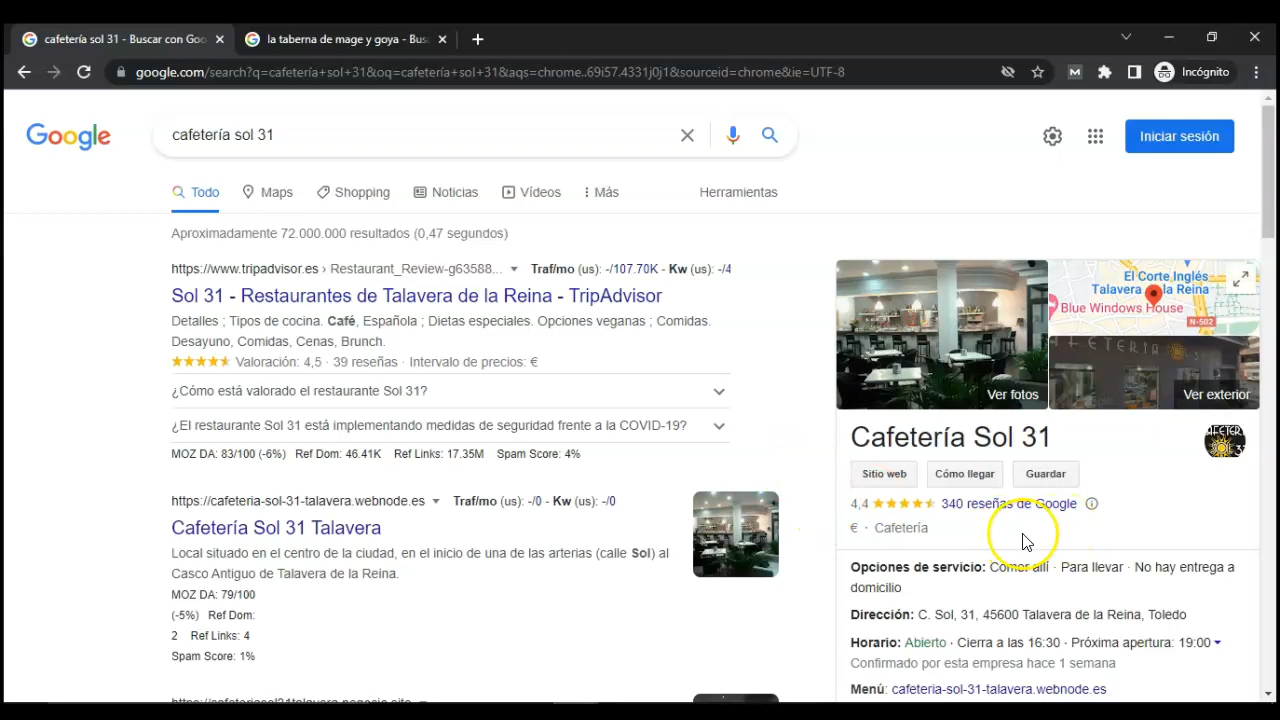 cafetería sol 31 - Buscar con Goo
la taberna de mage y goya - Bus
google.com/search?q=cafetería+sol+31&oq=cafetería+sol+31&aqs=chrome..69i57.4331j0j1&sourceid=chrome&ie=UTF-8
Incógnito
Google
cafetería sol 31
Iniciar sesión
Todo
Maps
Shopping
Noticias
Vídeos
Más
Herramientas
Aproximadamente 72.000.000 resultados (0,47 segundos)
https://www.tripadvisor.es › Restaurant_Review-g63588... Traf/mo (us): -/107.70K - Kw (us): -/4
Sol 31 - Restaurantes de Talavera de la Reina - TripAdvisor
Detalles ; Tipos de cocina. Café, Española ; Dietas especiales. Opciones veganas ; Comidas.
Desayuno, Comidas, Cenas, Brunch.
Valoración: 4,5 · 39 reseñas · Intervalo de precios: €
¿Cómo está valorado el restaurante Sol 31?
¿El restaurante Sol 31 está implementando medidas de seguridad frente a la COVID-19?
MOZ DA: 83/100 (-6%) Ref Dom: 46.41K Ref Links: 17.35M Spam Score: 4%
https://cafeteria-sol-31-talavera.webnode.es Traf/mo (us): -/0 - Kw (us): -/0
Cafetería Sol 31 Talavera
Local situado en el centro de la ciudad, en el inicio de una de las arterias (calle Sol) al
Casco Antiguo de Talavera de la Reina.
MOZ DA: 79/100
(-5%) Ref Dom:
2 Ref Links: 4
Spam Score: 1%
El Corte Inglés
Talavera de la Reina
Blue Windows House
N-502
Ver fotos
Ver exterior
Cafetería Sol 31
Sitio web
Cómo llegar
Guardar
4,4 340 reseñas de Google
€ · Cafetería
Opciones de servicio: Comer allí · Para llevar · No hay entrega a
domicilio
Dirección: C. Sol, 31, 45600 Talavera de la Reina, Toledo
Horario: Abierto · Cierra a las 16:30 · Próxima apertura: 19:00
Confirmado por esta empresa hace 1 semana
Menú: cafeteria-sol-31-talavera.webnode.es